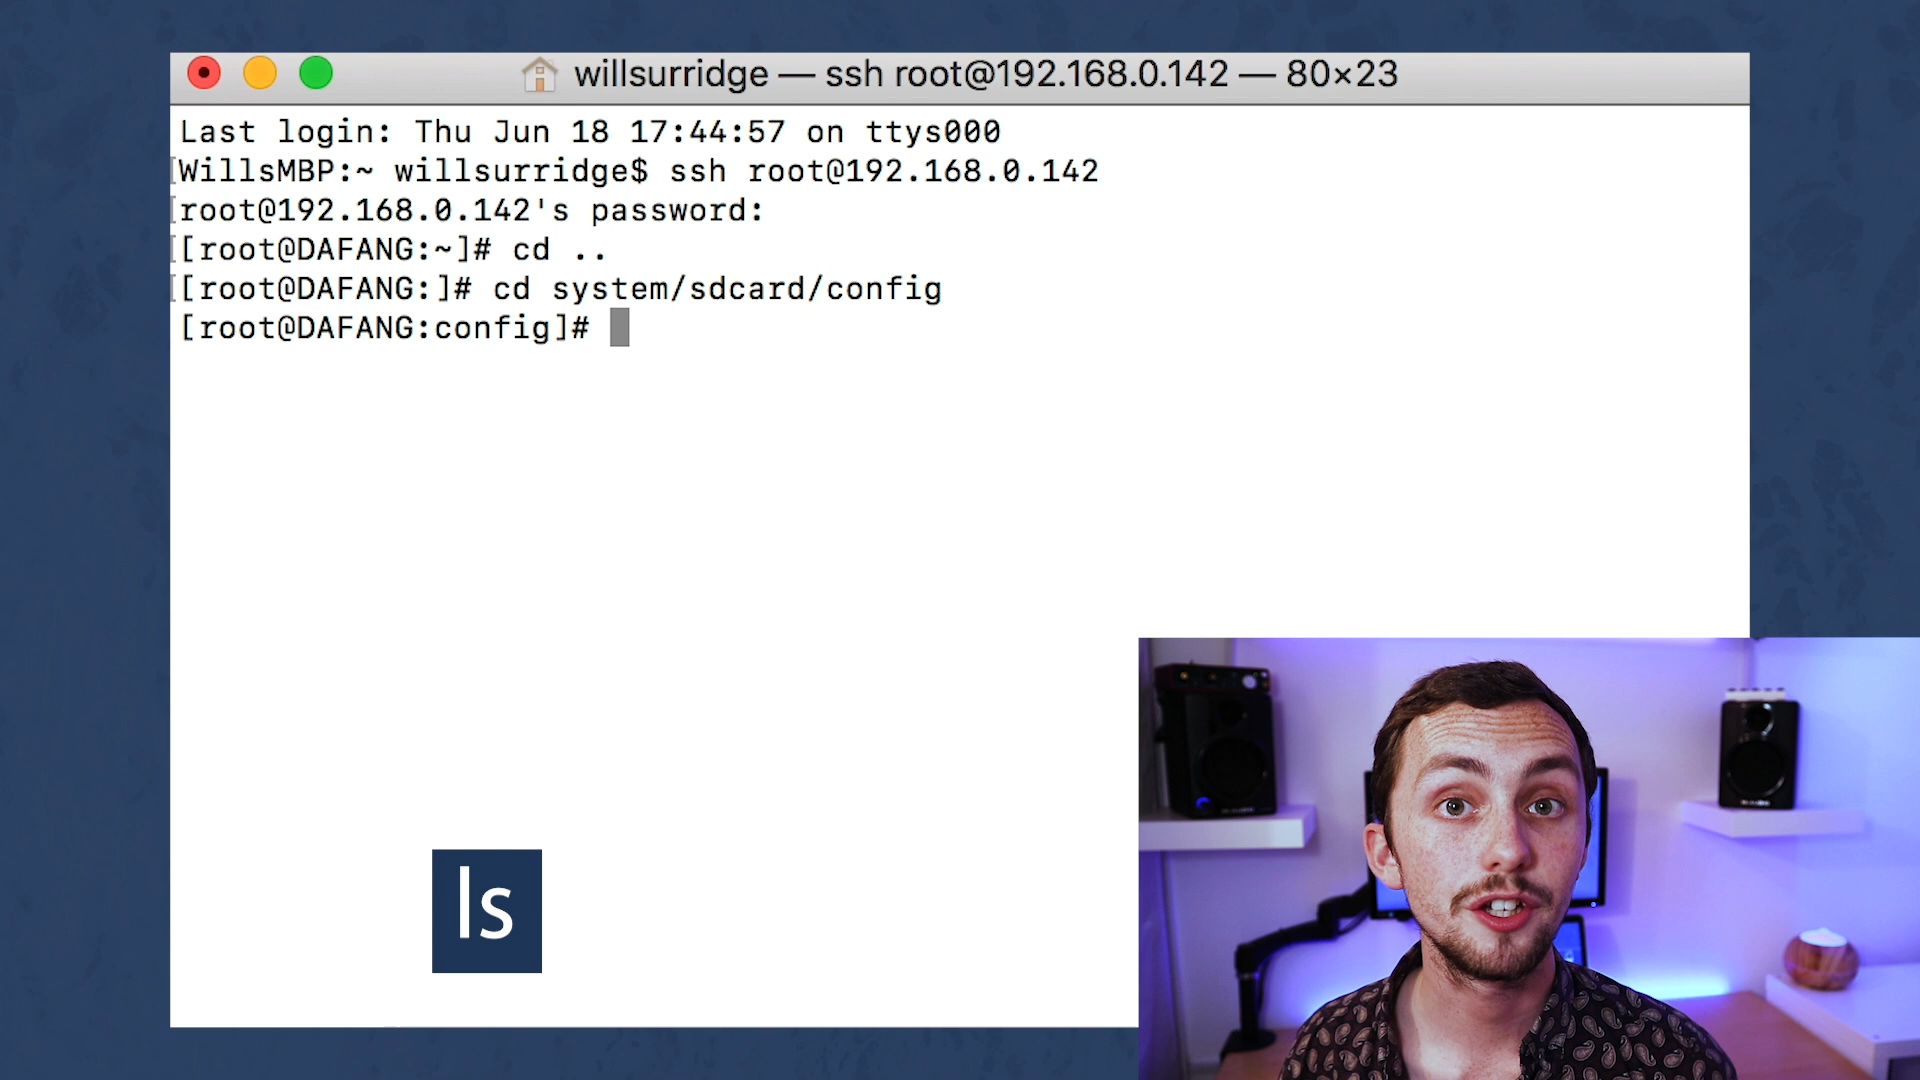 willsurridge — ssh root@192.168.0.142 — 80×23
Last login: Thu Jun 18 17:44:57 on ttys000
[WillsMBP:~ willsurridge$ ssh root@192.168.0.142
[root@192.168.0.142's password:
[[root@DAFANG:~]# cd ..
[[root@DAFANG:]# cd system/sdcard/config
[root@DAFANG:config]#
ls